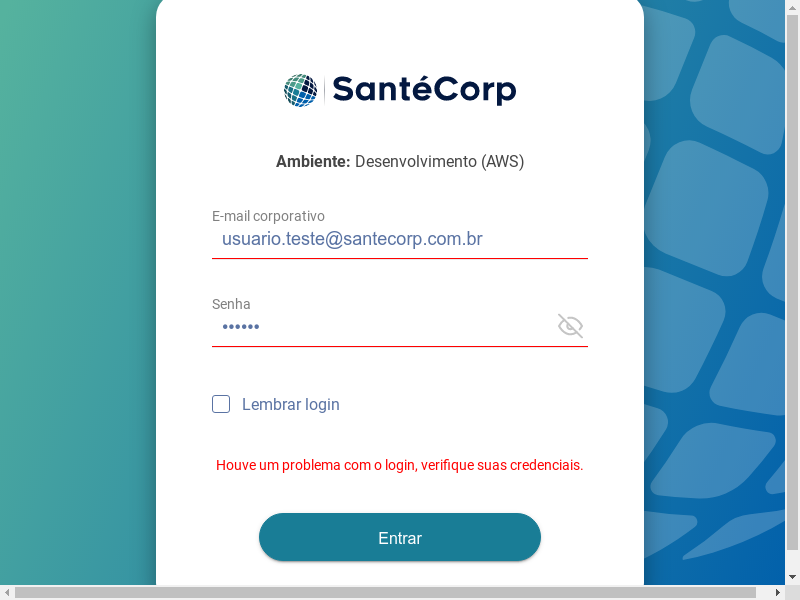 SantéCorp
Ambiente: Desenvolvimento (AWS)
E-mail corporativo
usuario.teste@santecorp.com.br
Senha
••••••
Lembrar login
Houve um problema com o login, verifique suas credenciais.
Entrar